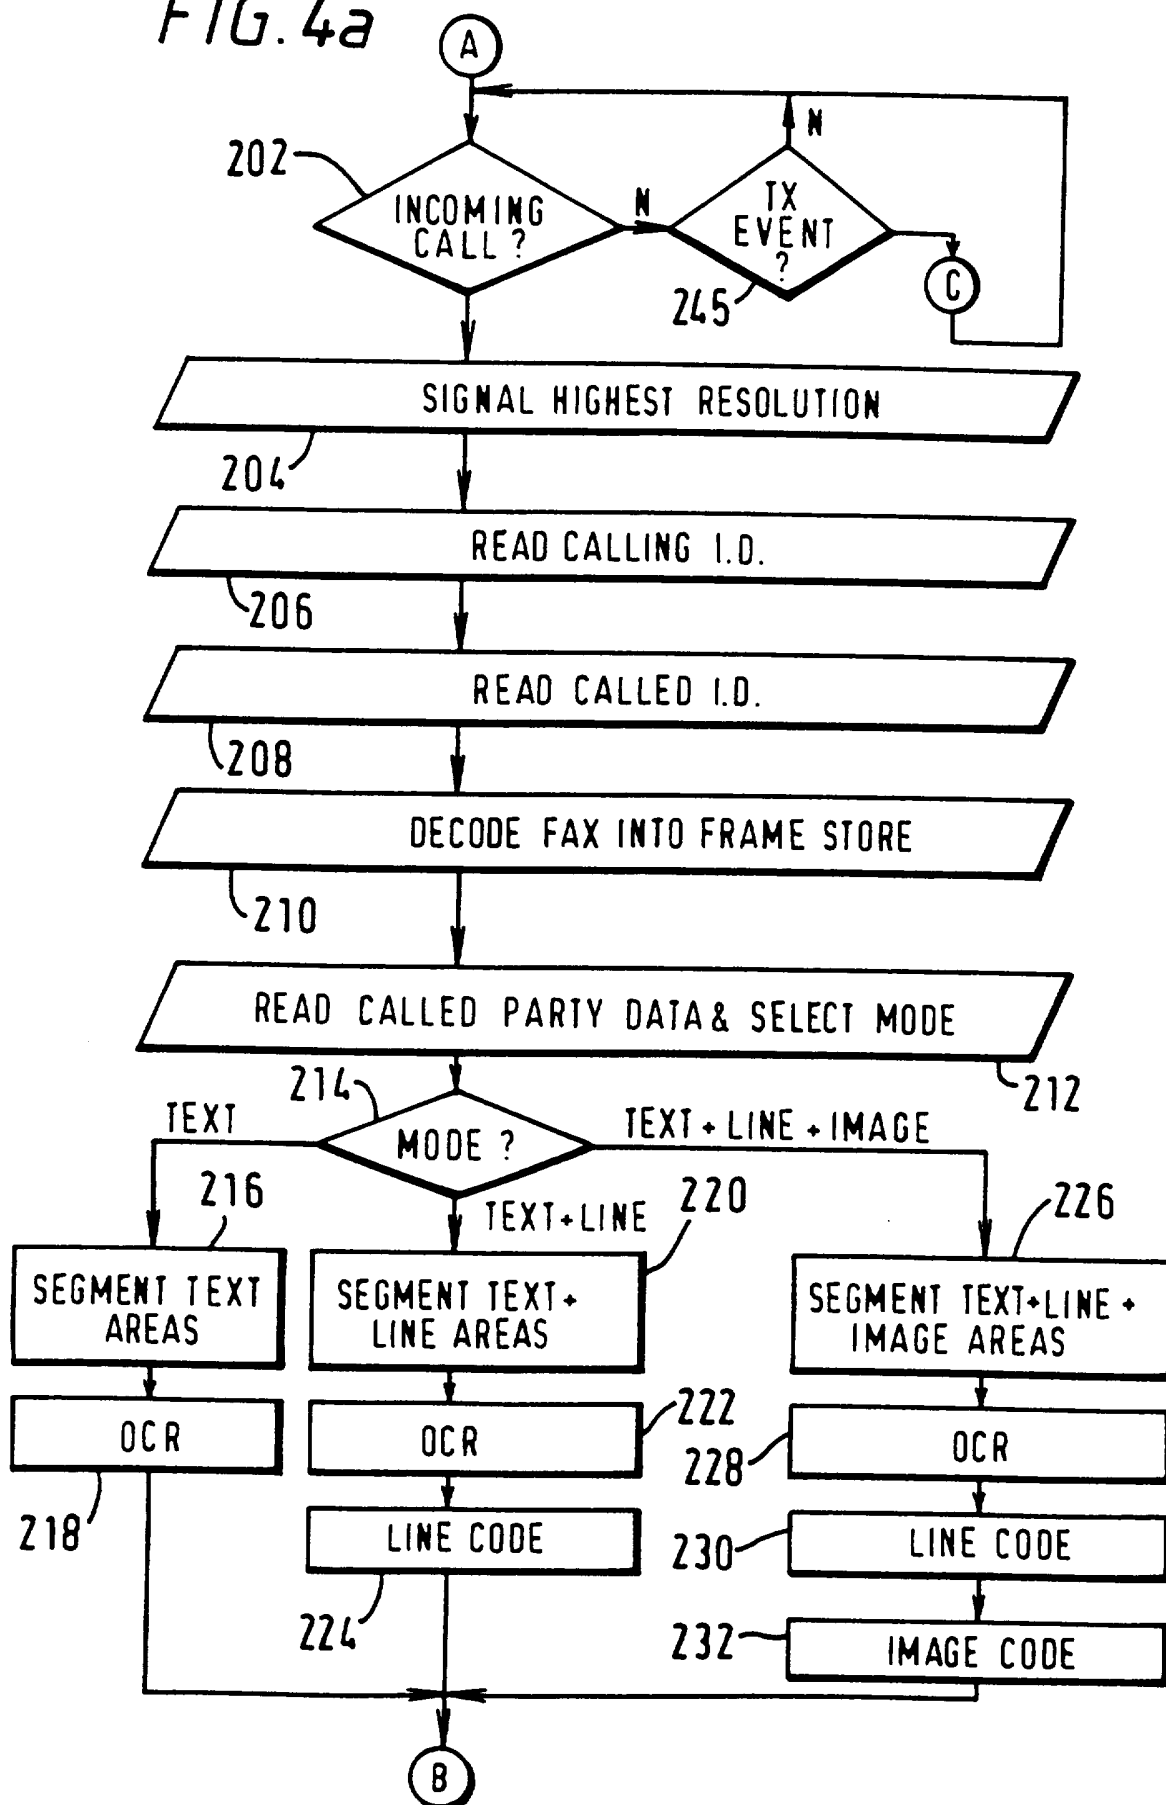 FIG. 4a
A
202
INCOMING
CALL ?
N
TX
EVENT
?
N
245
C
SIGNAL HIGHEST RESOLUTION
204
READ CALLING I.D.
206
READ CALLED I.D.
208
DECODE FAX INTO FRAME STORE
210
READ CALLED PARTY DATA & SELECT MODE
212
214
MODE ?
TEXT
TEXT + LINE + IMAGE
TEXT+LINE
216
220
226
SEGMENT TEXT
AREAS
SEGMENT TEXT+
LINE AREAS
SEGMENT TEXT+LINE +
IMAGE AREAS
OCR
218
OCR
222
OCR
228
LINE CODE
224
LINE CODE
230
IMAGE CODE
232
B